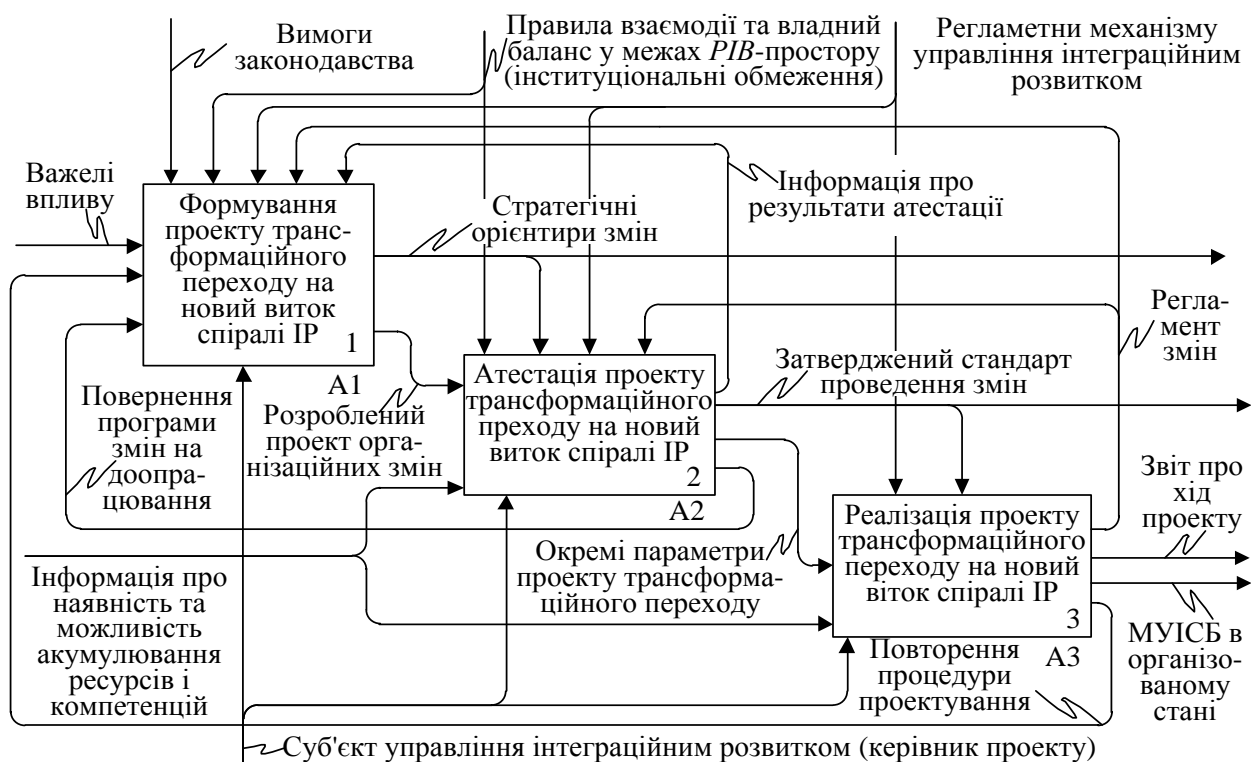 Вимоги
законодавства
Правила взаємодії та владний
баланс у межах РІВ-простору
(інституціональні обмеження)
Регламетни механізму
управління інтеграційним
розвитком
Важелі
впливу
Формування
проекту транс-
формаційного
переходу на
новий виток
спіралі ІР
1
А1
Стратегічні
орієнтири змін
Інформація про
результати атестації
Регла-
мент
змін
Повернення
програми
змін на
доопра-
цювання
Розроблений
проект орга-
нізаційних змін
Атестація проекту
трансформаційного
преходу на новий
виток спіралі ІР
2
А2
Затверджений стандарт
проведення змін
Звіт про
хід
проекту
Окремі параметри
проекту трансформа-
ційного переходу
Реалізація проекту
трансформаційного
переходу на новий
віток спіралі ІР
3
А3
Інформація про
наявність та
можливість
акумулювання
ресурсів і
компетенцій
Повторення
процедури
проектування
МУІСБ в
організо-
ваному
стані
Суб'єкт управління інтеграційним розвитком (керівник проекту)